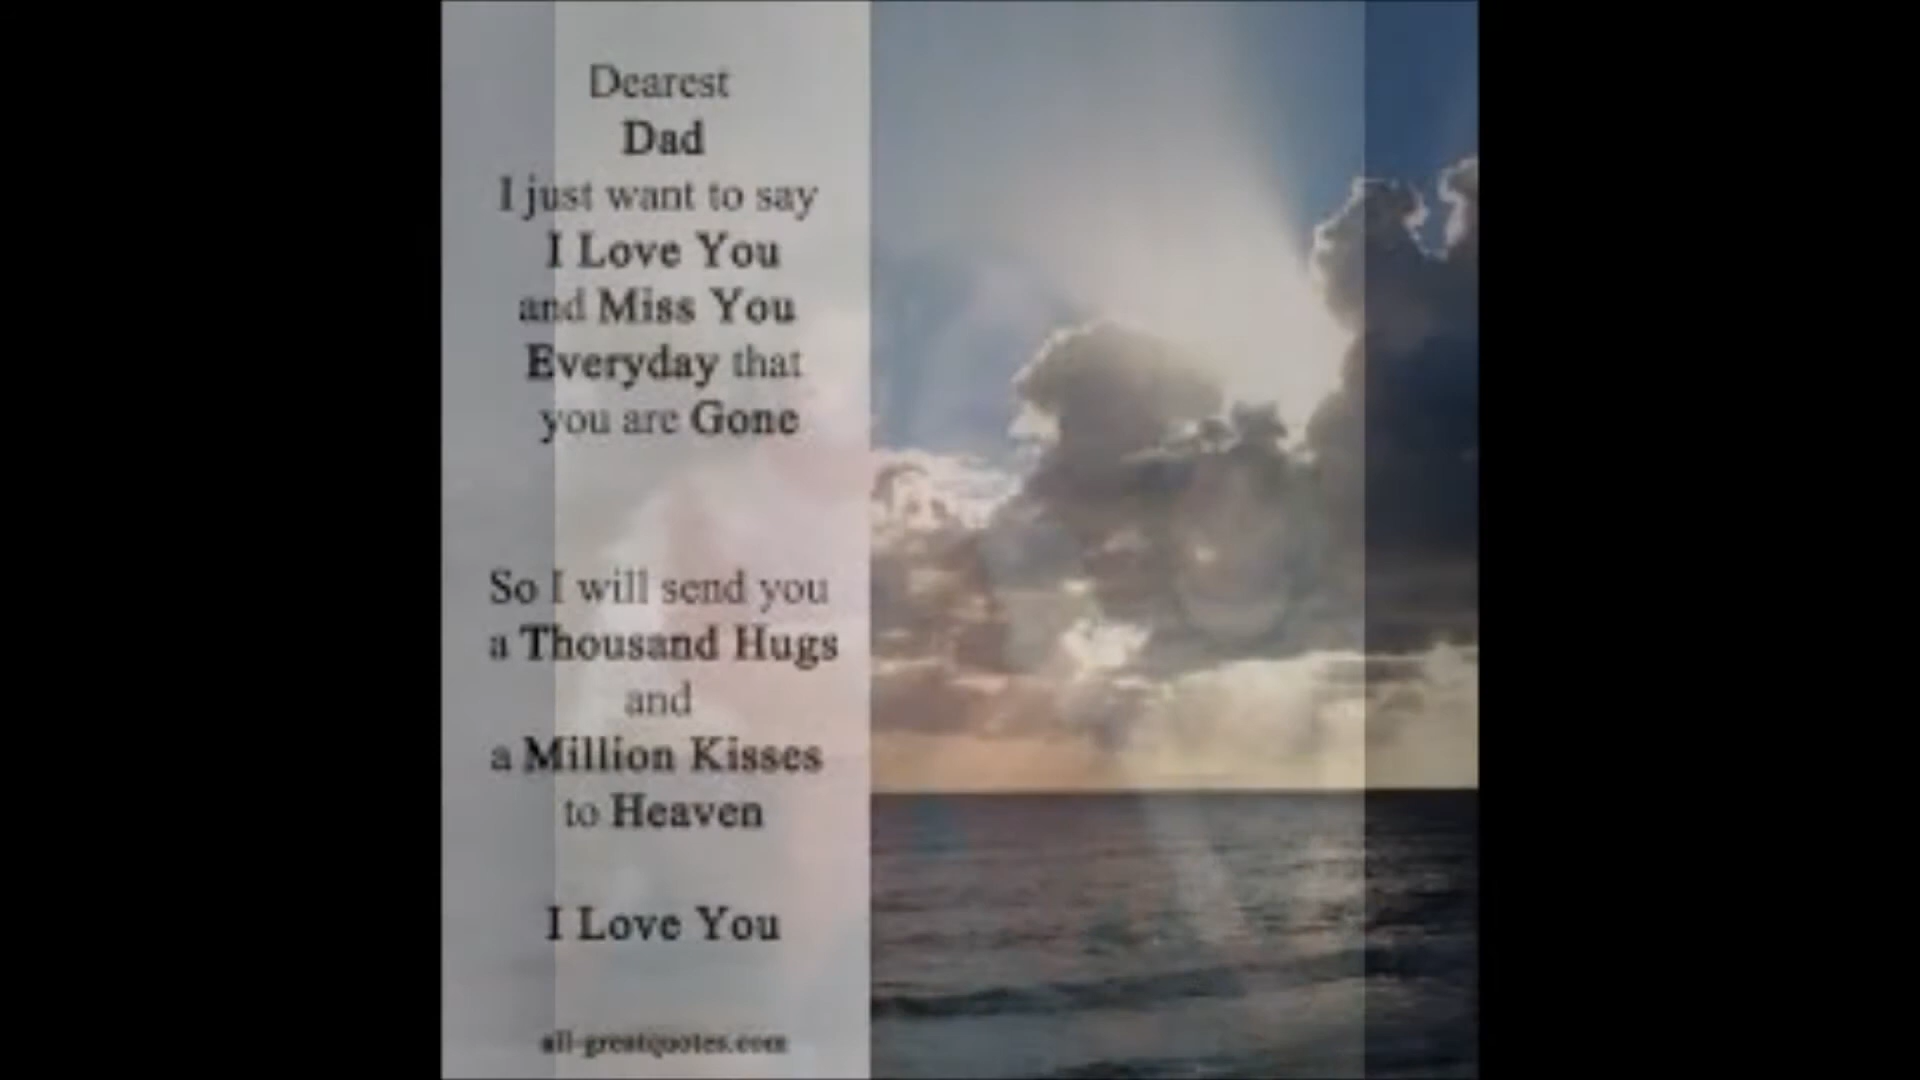 Dearest
Dad
I just want to say
I Love You
and Miss You
Everyday that
you are Gone
So I will send you
a Thousand Hugs
and
a Million Kisses
to Heaven
I Love You
all-greatquotes.com